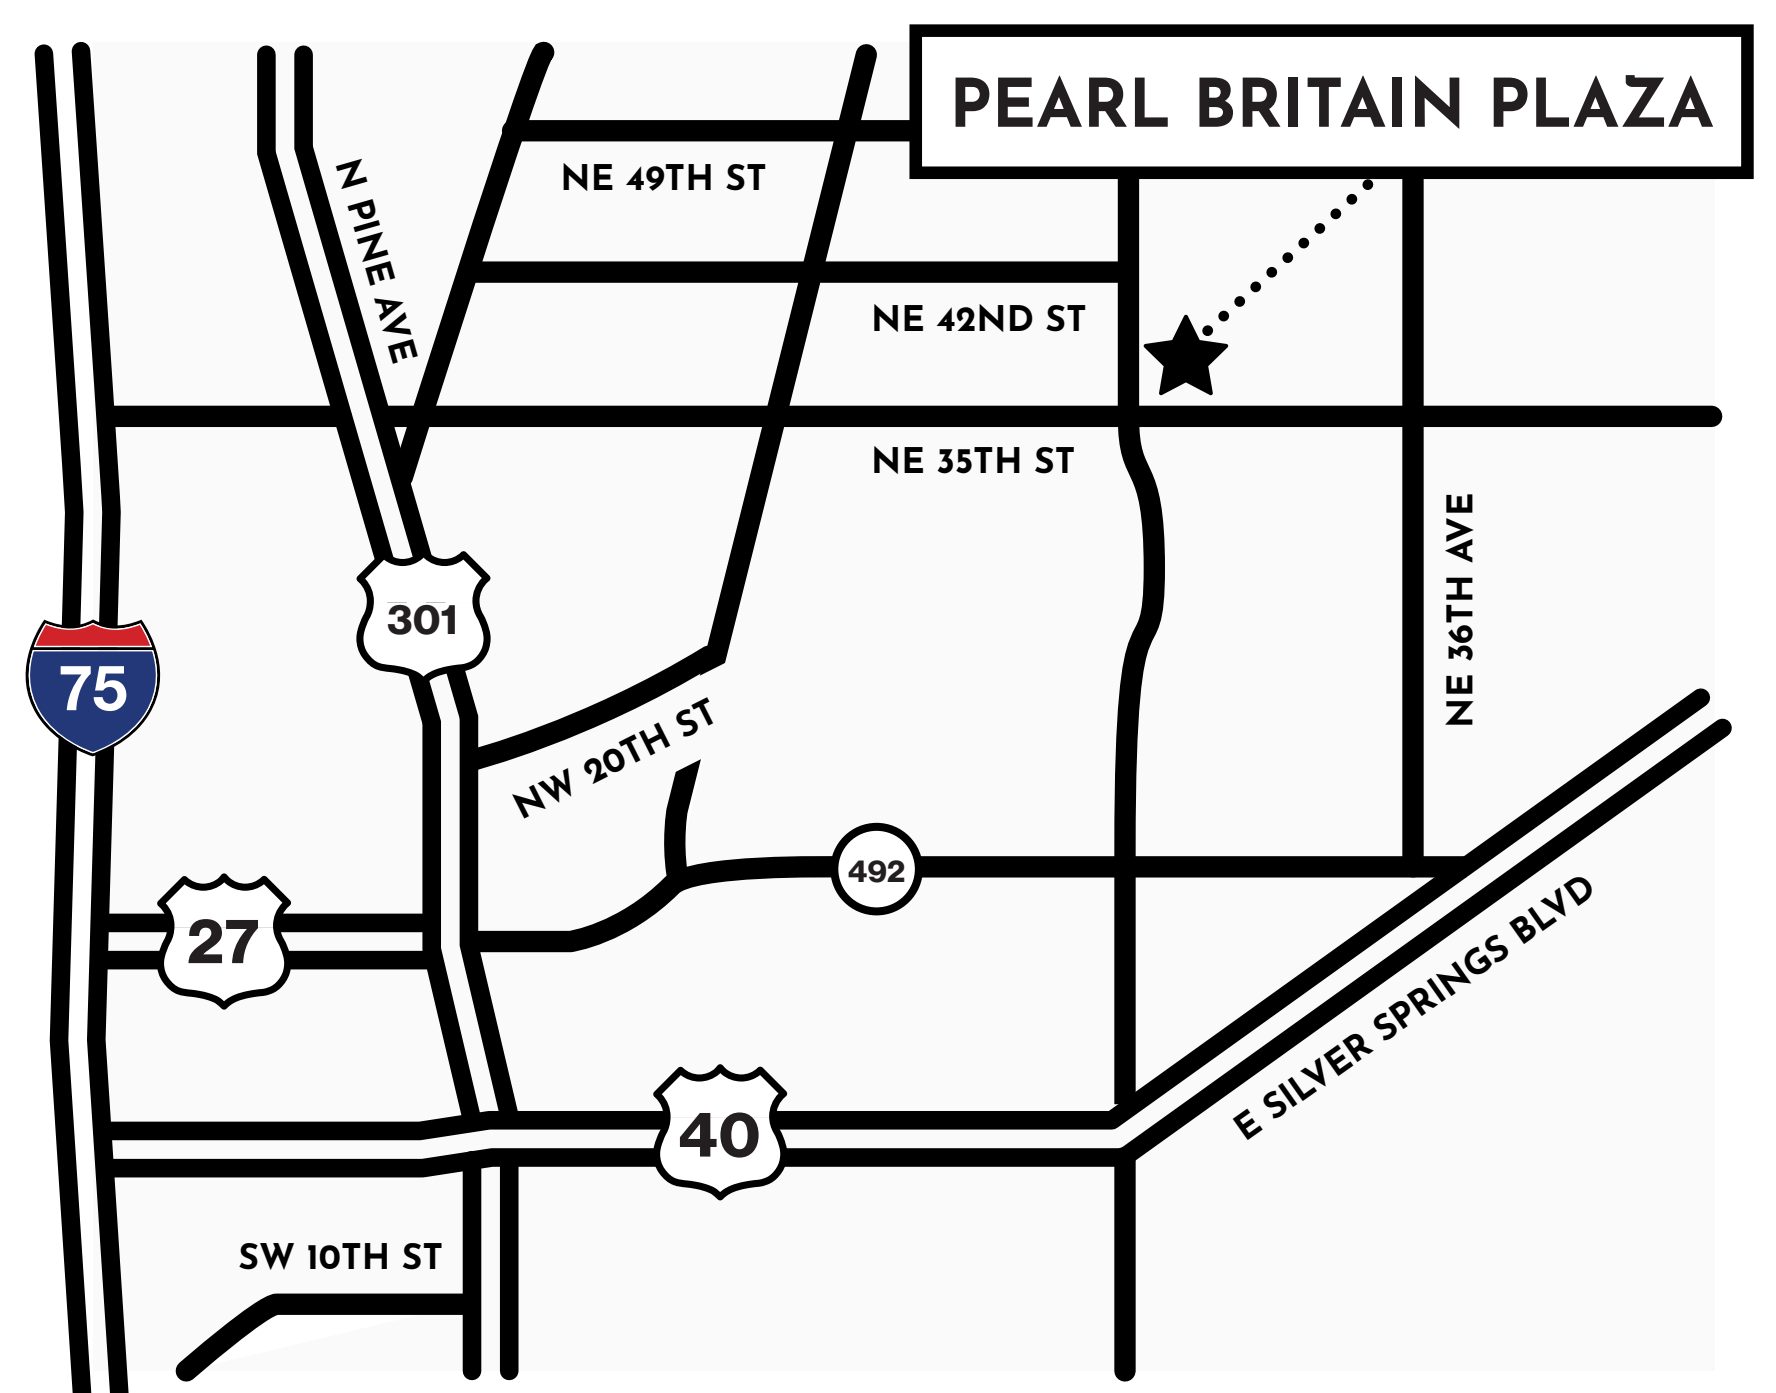 PEARL BRITAIN PLAZA
N PINE AVE
NE 49TH ST
NE 42ND ST
NE 35TH ST
NE 36TH AVE
301
75
NW 20TH ST
492
27
E SILVER SPRINGS BLVD
40
SW 10TH ST